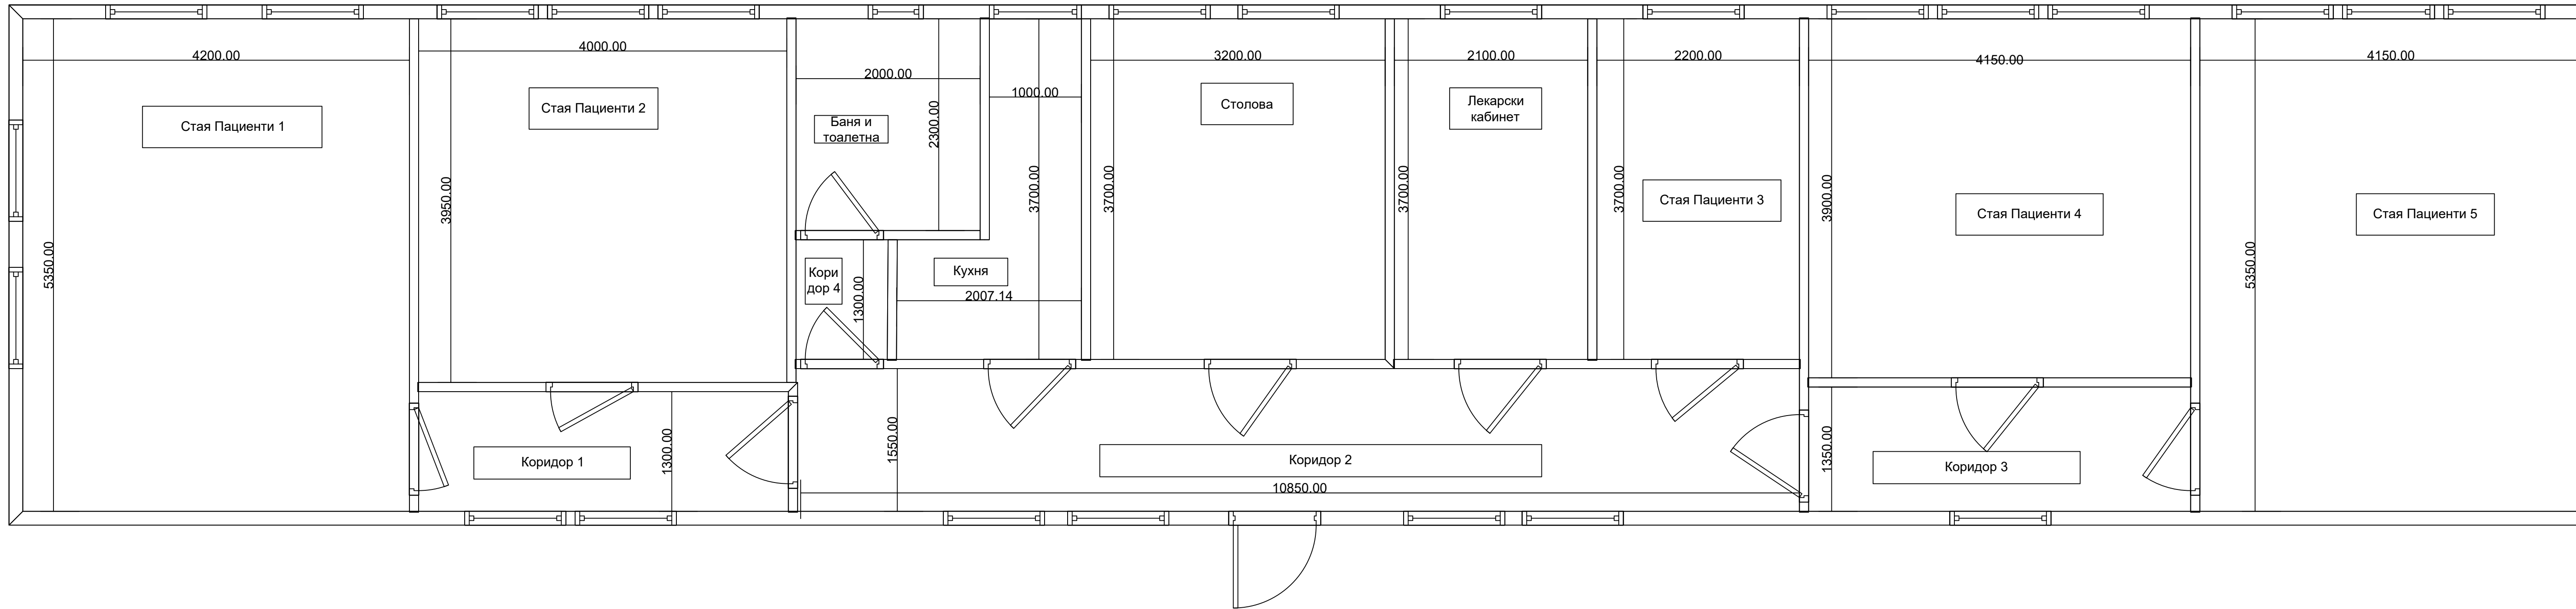 4200.00
4000.00
2000.00
1000.00
3200.00
2100.00
2200.00
4150.00
4150.00
Стая Пациенти 1
Стая Пациенти 2
Баня и
тоалетна
2300.00
Столова
Лекарски
кабинет
3950.00
3700.00
3700.00
3700.00
3700.00
Стая Пациенти 3
3900.00
Стая Пациенти 4
Стая Пациенти 5
5350.00
Кори
дор 4
1300.00
Кухня
2007.14
5350.00
Коридор 1
1300.00
1550.00
Коридор 2
10850.00
1350.00
Коридор 3